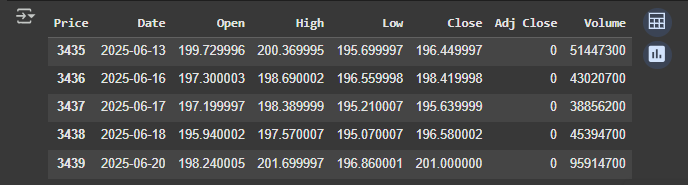 Price Date Open High Low Close Adj Close Volume
3435 2025-06-13 199.729996 200.369995 195.699997 196.449997 0 51447300
3436 2025-06-16 197.300003 198.690002 196.559998 198.419998 0 43020700
3437 2025-06-17 197.199997 198.389999 195.210007 195.639999 0 38856200
3438 2025-06-18 195.940002 197.570007 195.070007 196.580002 0 45394700
3439 2025-06-20 198.240005 201.699997 196.860001 201.000000 0 95914700